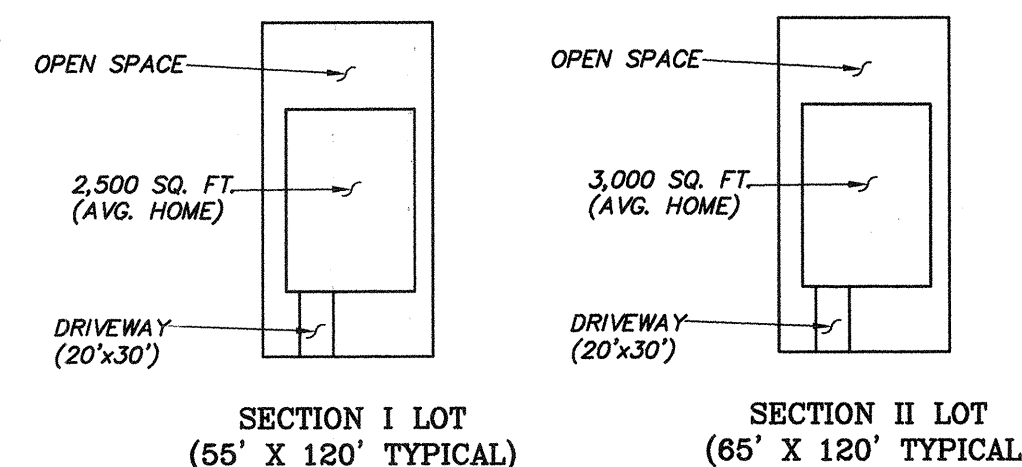 OPEN SPACE
2,500 SQ. FT.
(AVG. HOME)
DRIVEWAY
(20'x30')
SECTION I LOT
(55' X 120' TYPICAL)
OPEN SPACE
3,000 SQ. FT.
(AVG. HOME)
DRIVEWAY
(20'x30')
SECTION II LOT
(65' X 120' TYPICAL